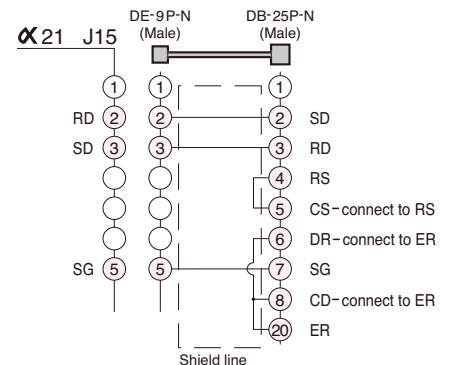 DE-9P-N DB-25P-N
(Male) (Male)
α21 J15
1 1 1
RD 2 2 2 SD
SD 3 3 3 RD
4 RS
5 CS-connect to RS
6 DR-connect to ER
SG 5 5 7 SG
8 CD-connect to ER
20 ER
Shield line